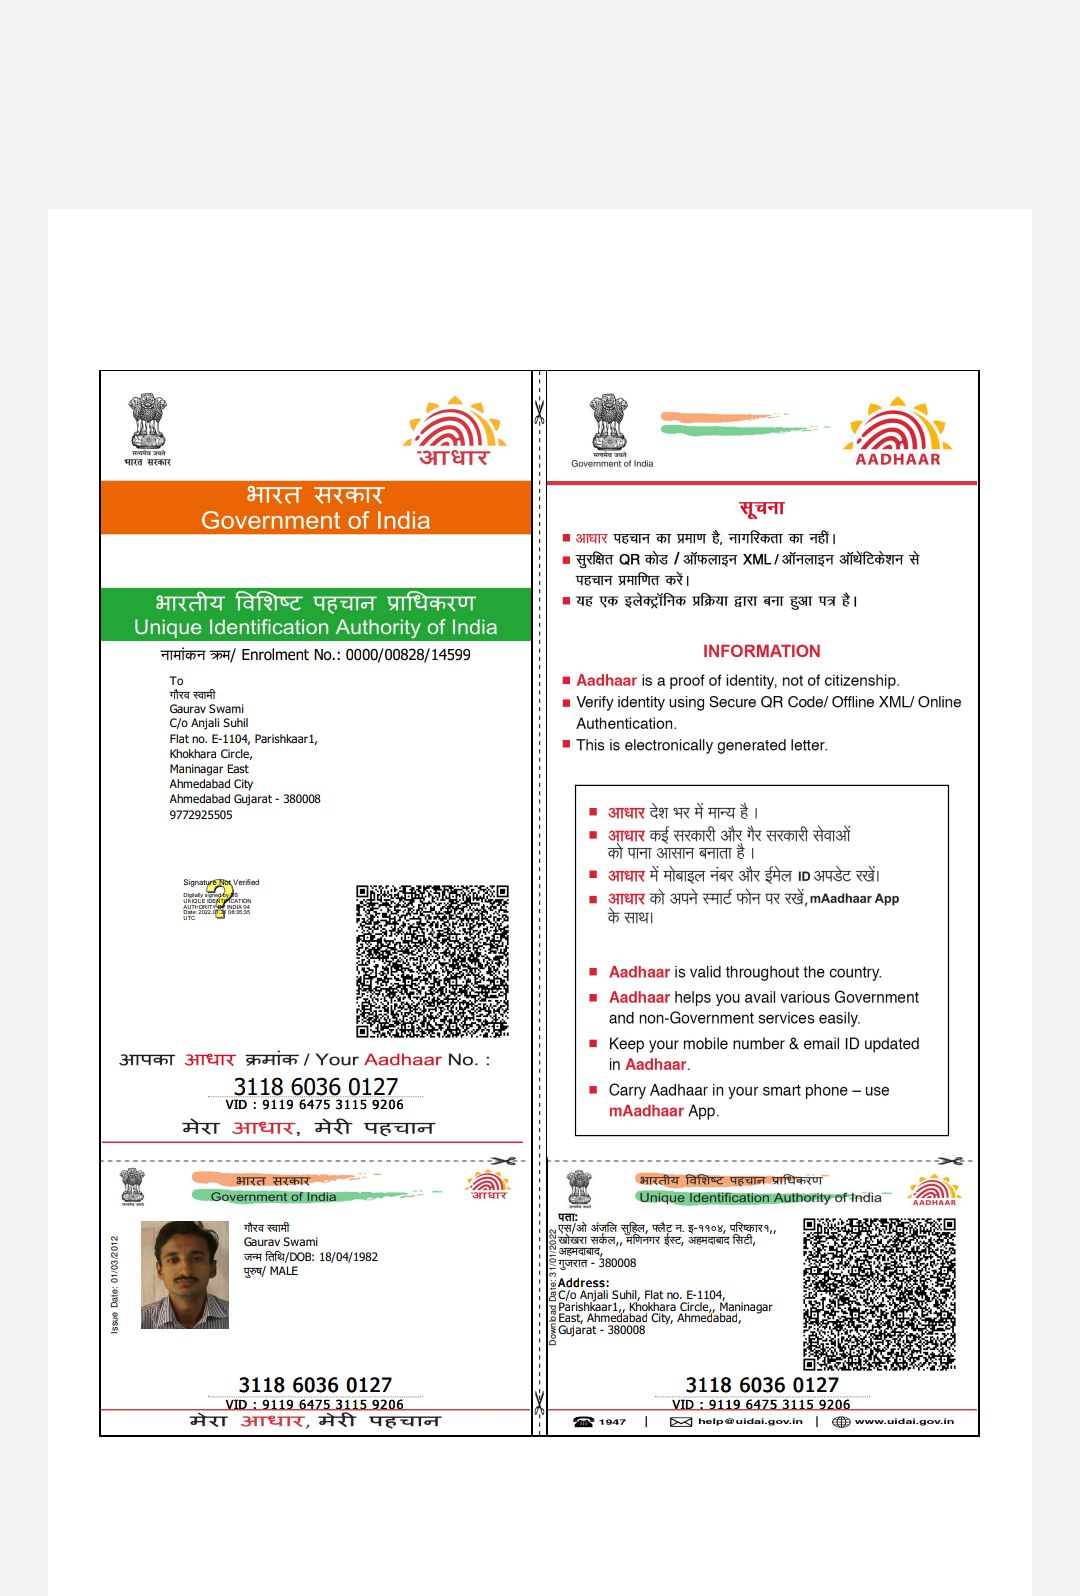 सत्यमेव जयते
भारत सरकार
आधार
भारत सरकार
Government of India
भारतीय विशिष्ट पहचान प्राधिकरण
Unique Identification Authority of India
नामांकन क्रम/ Enrolment No.: 0000/00828/14599
To
गौरव स्वामी
Gaurav Swami
C/o Anjali Suhil
Flat no. E-1104, Parishkaar1,
Khokhara Circle,
Maninagar East
Ahmedabad City
Ahmedabad Gujarat - 380008
9772925505
Signature Not Verified
Digitally signed by DS
UNIQUE IDENTIFICATION
AUTHORITY OF INDIA 04
UTC
आपका आधार क्रमांक / Your Aadhaar No. :
3118 6036 0127
VID : 9119 6475 3115 9206
मेरा आधार, मेरी पहचान
सत्यमेव जयते
Government of India
AADHAAR
सूचना
आधार पहचान का प्रमाण है, नागरिकता का नहीं।
सुरक्षित QR कोड / ऑफलाइन XML / ऑनलाइन ऑथेंटिकेशन से
पहचान प्रमाणित करें।
यह एक इलेक्ट्रॉनिक प्रक्रिया द्वारा बना हुआ पत्र है।
INFORMATION
Aadhaar is a proof of identity, not of citizenship.
Verify identity using Secure QR Code/ Offline XML/ Online
Authentication.
This is electronically generated letter.
आधार देश भर में मान्य है ।
आधार कई सरकारी और गैर सरकारी सेवाओं
को पाना आसान बनाता है ।
आधार में मोबाइल नंबर और ईमेल ID अपडेट रखें।
आधार को अपने स्मार्ट फोन पर रखें, mAadhaar App
के साथ।
Aadhaar is valid throughout the country.
Aadhaar helps you avail various Government
and non-Government services easily.
Keep your mobile number & email ID updated
in Aadhaar.
Carry Aadhaar in your smart phone – use
mAadhaar App.
भारत सरकार
Government of India
आधार
Issue Date: 01/03/2012
गौरव स्वामी
Gaurav Swami
जन्म तिथि/DOB: 18/04/1982
पुरुष/ MALE
3118 6036 0127
VID : 9119 6475 3115 9206
मेरा आधार, मेरी पहचान
भारतीय विशिष्ट पहचान प्राधिकरण
Unique Identification Authority of India
AADHAAR
Download Date: 31/01/2022
पता:
एस/ओ अंजलि सुहिल, फ्लैट न. इ-११०४, परिष्कार१,,
खोखरा सर्कल,, मणिनगर ईस्ट, अहमदाबाद सिटी,
अहमदाबाद,
गुजरात - 380008
Address:
C/o Anjali Suhil, Flat no. E-1104,
Parishkaar1,, Khokhara Circle,, Maninagar
East, Ahmedabad City, Ahmedabad,
Gujarat - 380008
3118 6036 0127
VID : 9119 6475 3115 9206
1947 | help@uidai.gov.in | www.uidai.gov.in